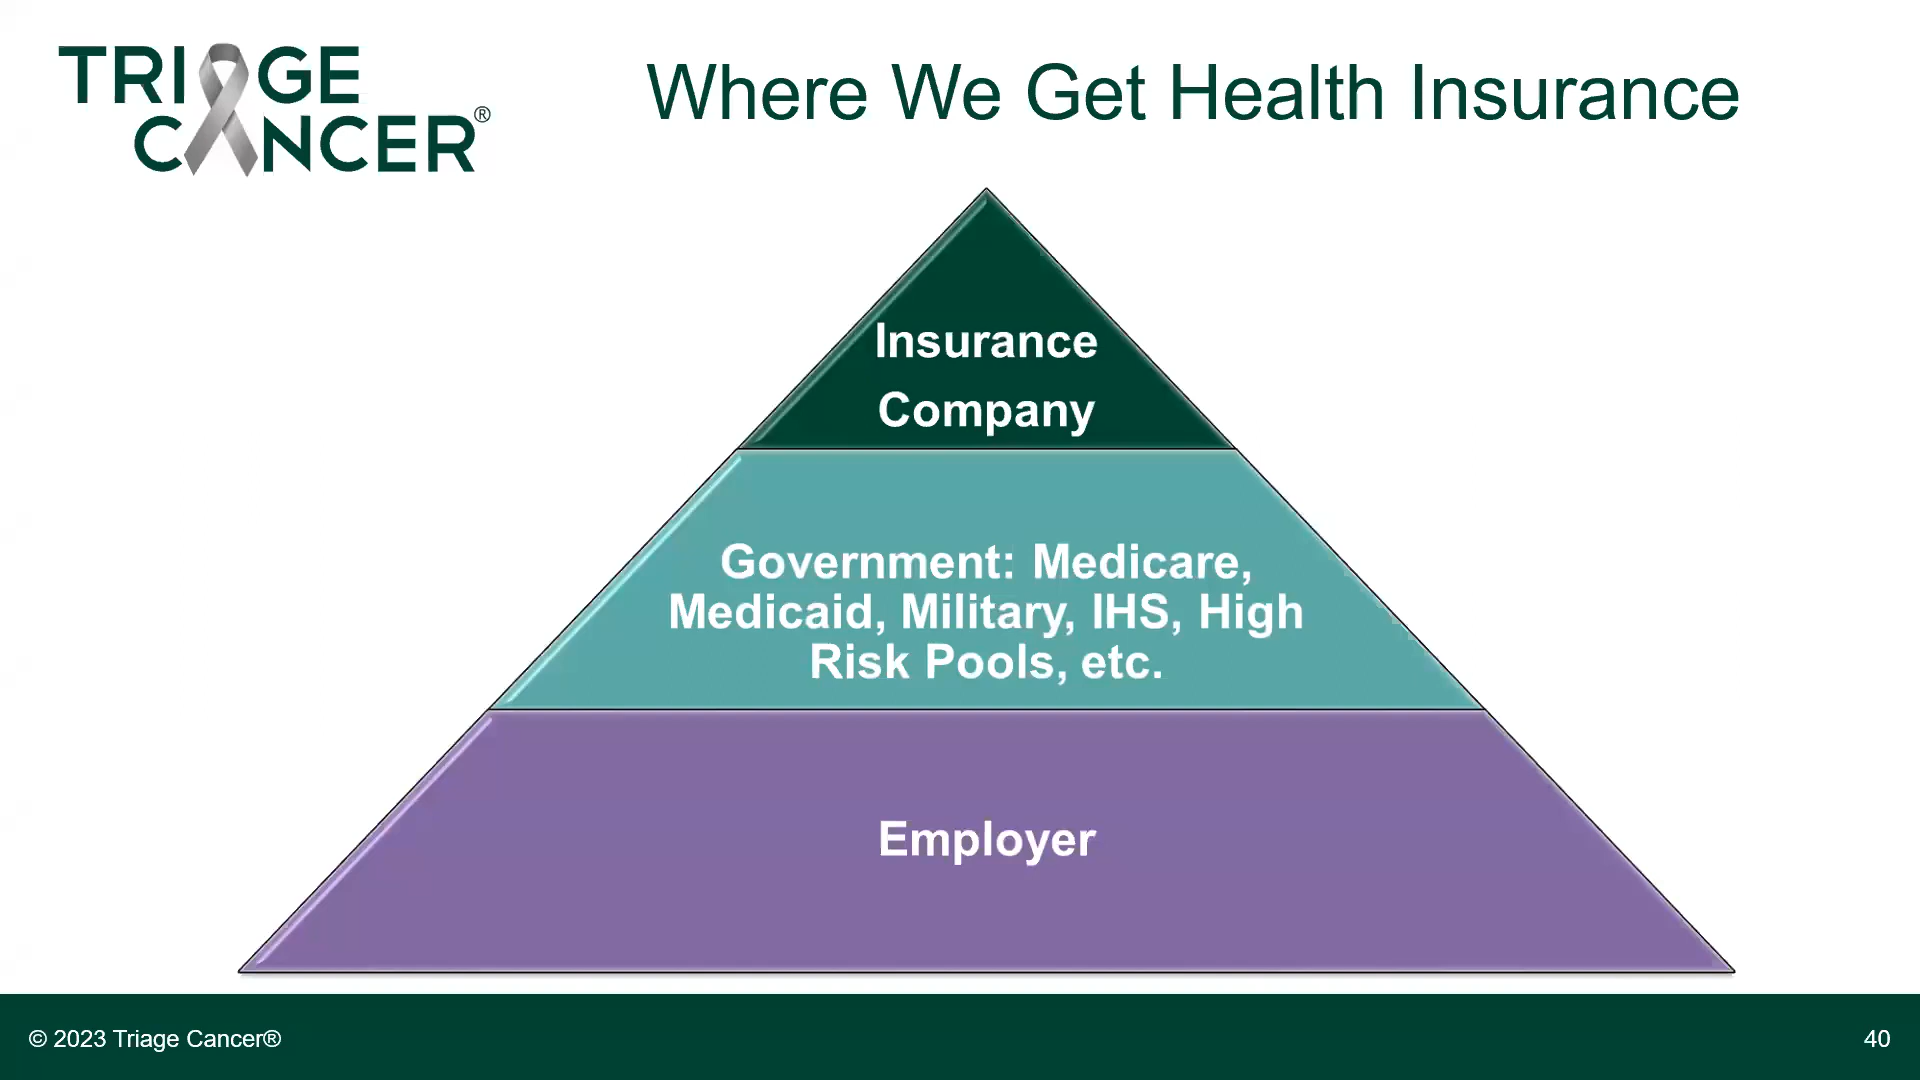 TRIAGE
CANCER®
Where We Get Health Insurance
Insurance
Company
Government: Medicare,
Medicaid, Military, IHS, High
Risk Pools, etc.
Employer
© 2023 Triage Cancer®
40